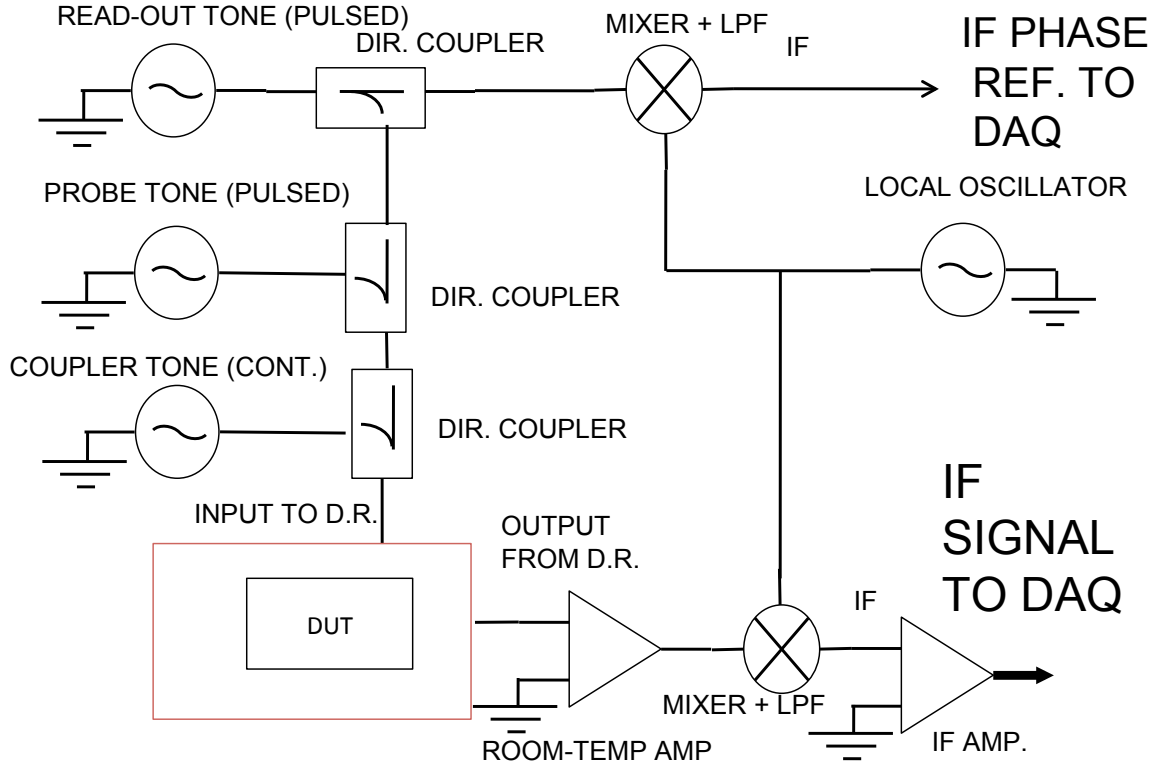 READ-OUT TONE (PULSED)
DIR. COUPLER
MIXER + LPF
IF
IF PHASE
REF. TO
DAQ
PROBE TONE (PULSED)
LOCAL OSCILLATOR
DIR. COUPLER
COUPLER TONE (CONT.)
DIR. COUPLER
INPUT TO D.R.
OUTPUT
FROM D.R.
IF
SIGNAL
TO DAQ
IF
DUT
MIXER + LPF
ROOM-TEMP AMP
IF AMP.